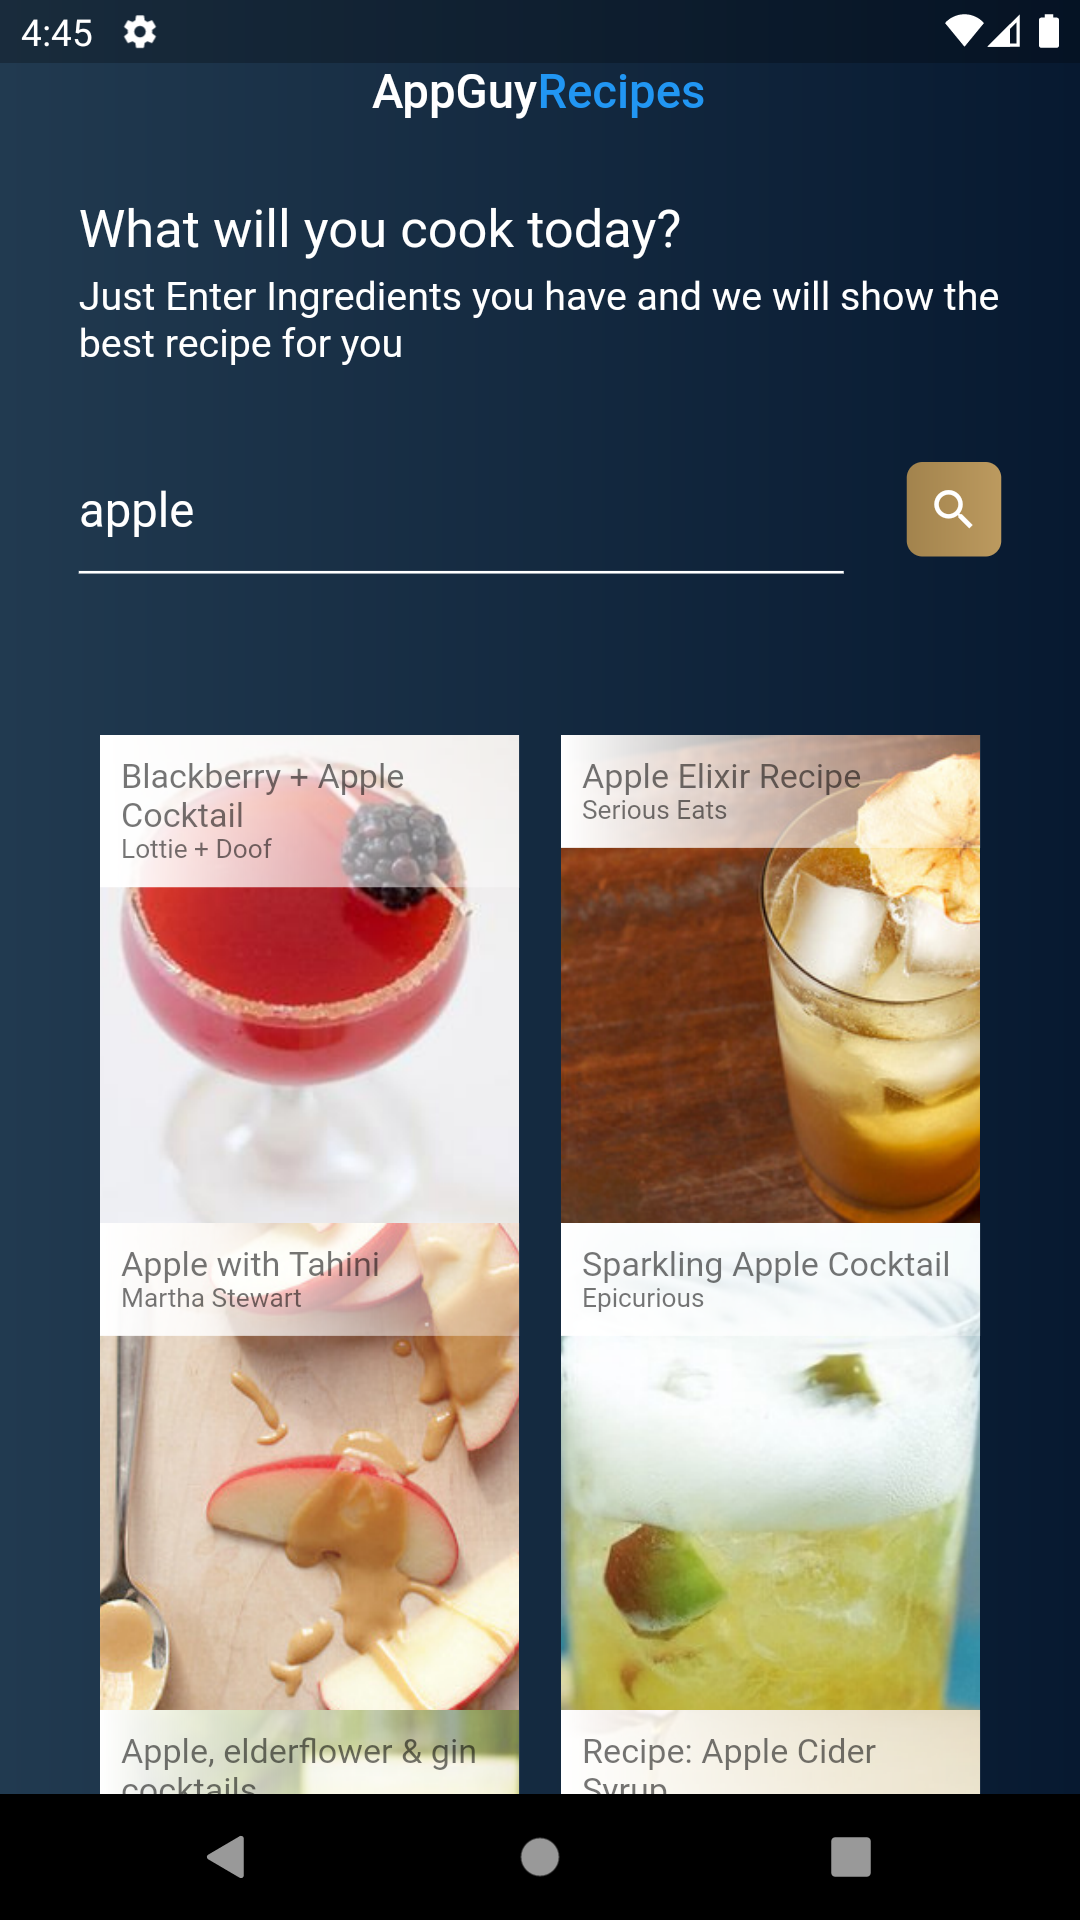 4:45
AppGuyRecipes
What will you cook today?
Just Enter Ingredients you have and we will show the
best recipe for you
apple
Blackberry + Apple
Cocktail
Lottie + Doof
Apple Elixir Recipe
Serious Eats
Apple with Tahini
Martha Stewart
Sparkling Apple Cocktail
Epicurious
Apple, elderflower & gin
cocktails
Recipe: Apple Cider
Syrup